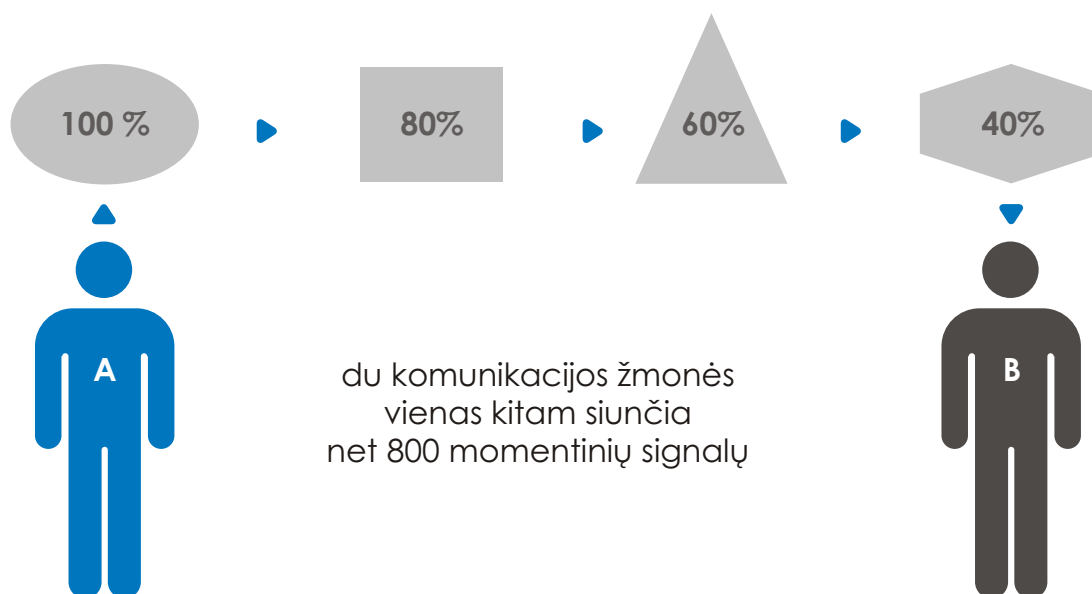 100 %
80%
60%
40%
A
B
du komunikacijos žmonės
vienas kitam siunčia
net 800 momentinių signalų